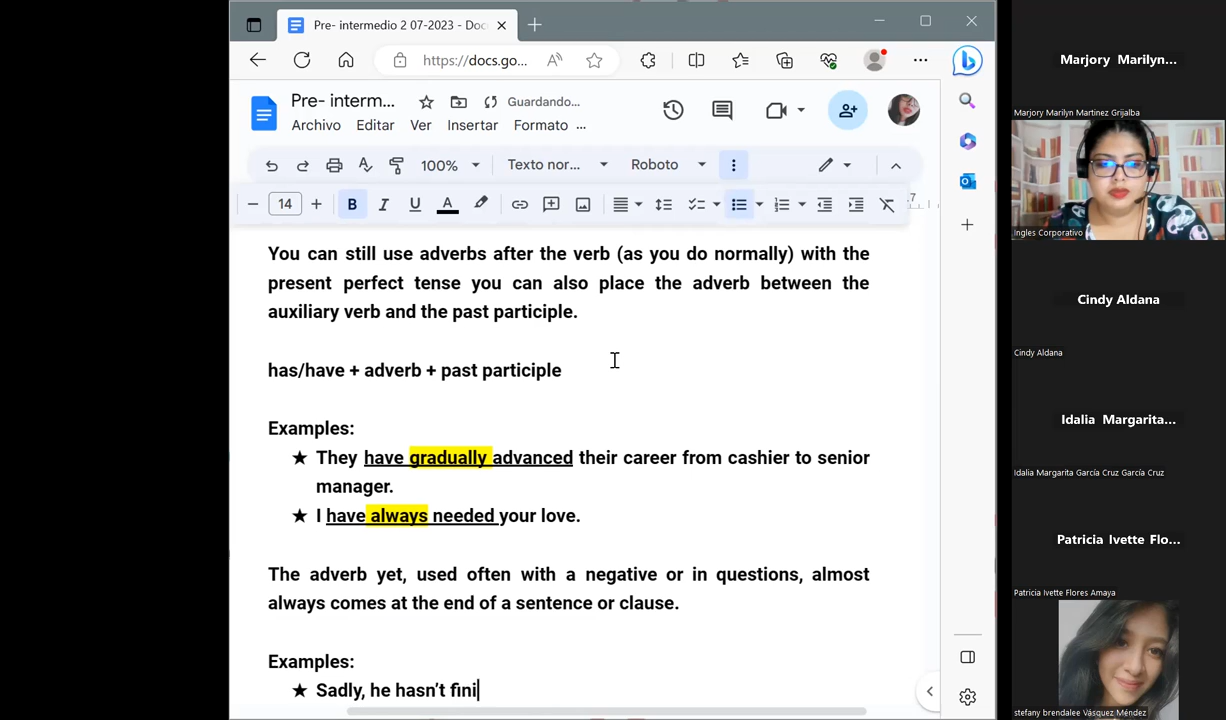 Pre- intermedio 2 07-2023 - Doc
https://docs.go...
Pre- interm...
Guardando...
Archivo Editar Ver Insertar Formato ...
100% Texto nor... Roboto
14
7
You can still use adverbs after the verb (as you do normally) with the
present perfect tense you can also place the adverb between the
auxiliary verb and the past participle.
has/have + adverb + past participle
Examples:
★ They have gradually advanced their career from cashier to senior
manager.
★ I have always needed your love.
The adverb yet, used often with a negative or in questions, almost
always comes at the end of a sentence or clause.
Examples:
★ Sadly, he hasn't fini
Marjory Marilyn...
Marjory Marilyn Martinez Grijalba
Ingles Corporativo
Cindy Aldana
Cindy Aldana
Idalia Margarita...
Idalia Margarita García Cruz García Cruz
Patricia Ivette Flo...
Patricia Ivette Flores Amaya
stefany brendalee Vásquez Méndez